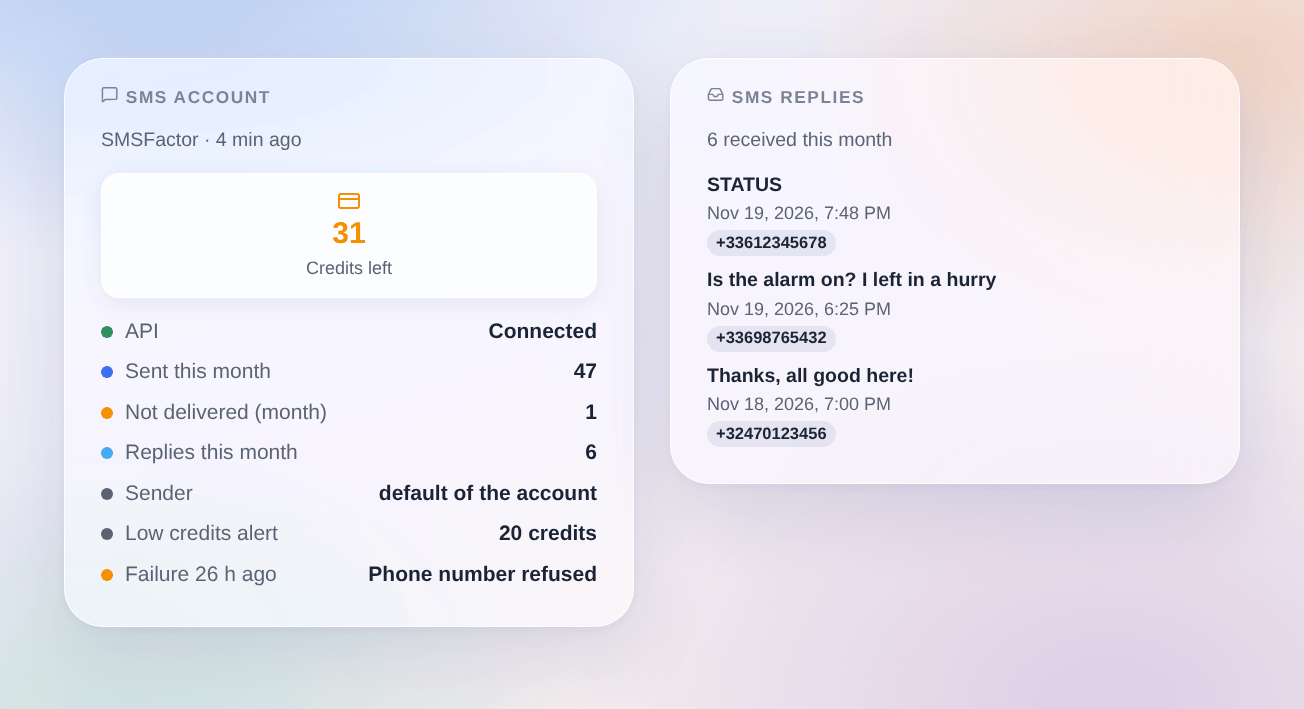 SMS ACCOUNT
SMSFactor · 4 min ago
31
Credits left
API Connected
Sent this month 47
Not delivered (month) 1
Replies this month 6
Sender default of the account
Low credits alert 20 credits
Failure 26 h ago Phone number refused
SMS REPLIES
6 received this month
STATUS
Nov 19, 2026, 7:48 PM
+33612345678
Is the alarm on? I left in a hurry
Nov 19, 2026, 6:25 PM
+33698765432
Thanks, all good here!
Nov 18, 2026, 7:00 PM
+32470123456